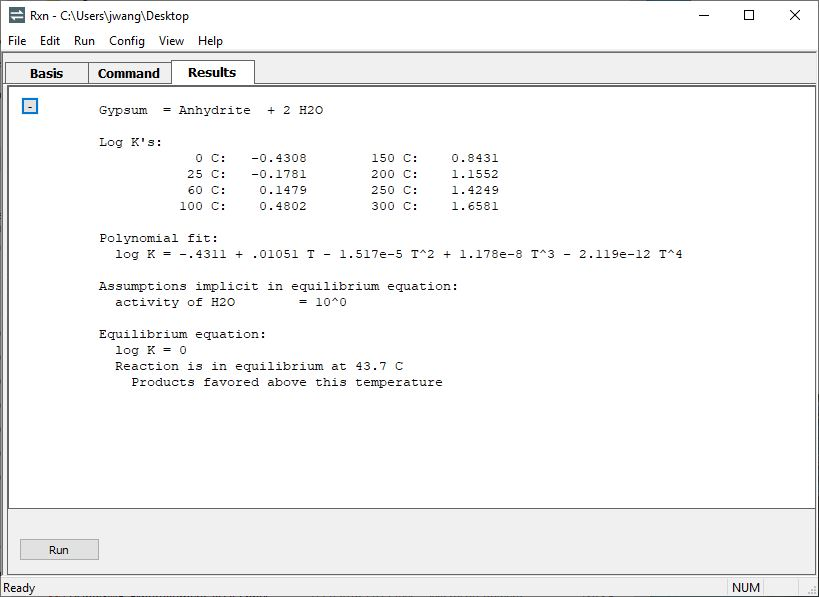 Rxn - C:\Users\jwang\Desktop
File Edit Run Config View Help
Basis Command Results
- Gypsum = Anhydrite + 2 H2O
Log K's:
0 C: -0.4308 150 C: 0.8431
25 C: -0.1781 200 C: 1.1552
60 C: 0.1479 250 C: 1.4249
100 C: 0.4802 300 C: 1.6581
Polynomial fit:
log K = -.4311 + .01051 T - 1.517e-5 T^2 + 1.178e-8 T^3 - 2.119e-12 T^4
Assumptions implicit in equilibrium equation:
activity of H2O = 10^0
Equilibrium equation:
log K = 0
Reaction is in equilibrium at 43.7 C
Products favored above this temperature
Run
Ready NUM